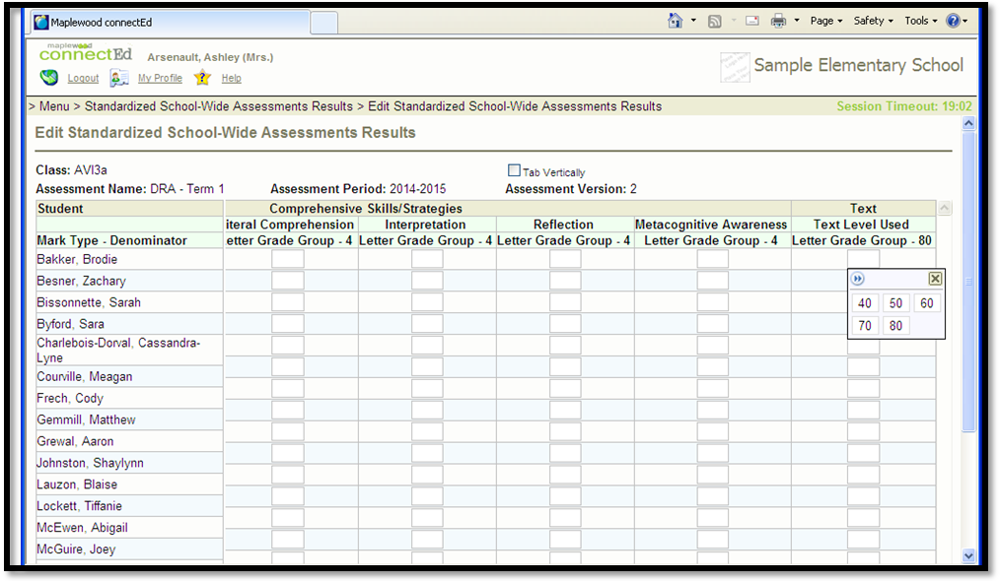 Maplewood connectEd
Page Safety Tools
maplewood
connectEd Arsenault, Ashley (Mrs.)
Logout My Profile Help
Sample Elementary School
> Menu > Standardized School-Wide Assessments Results > Edit Standardized School-Wide Assessments Results Session Timeout: 19:02
Edit Standardized School-Wide Assessments Results
Class: AVI3a Tab Vertically
Assessment Name: DRA - Term 1 Assessment Period: 2014-2015 Assessment Version: 2
Student Comprehensive Skills/Strategies Text
iteral Comprehension Interpretation Reflection Metacognitive Awareness Text Level Used
Mark Type - Denominator etter Grade Group - 4 Letter Grade Group - 4 Letter Grade Group - 4 Letter Grade Group - 4 Letter Grade Group - 80
Bakker, Brodie
Besner, Zachary
Bissonnette, Sarah
Byford, Sara
Charlebois-Dorval, Cassandra-
Lyne
Courville, Meagan
Frech, Cody
Gemmill, Matthew
Grewal, Aaron
Johnston, Shaylynn
Lauzon, Blaise
Lockett, Tiffanie
McEwen, Abigail
McGuire, Joey
40 50 60
70 80